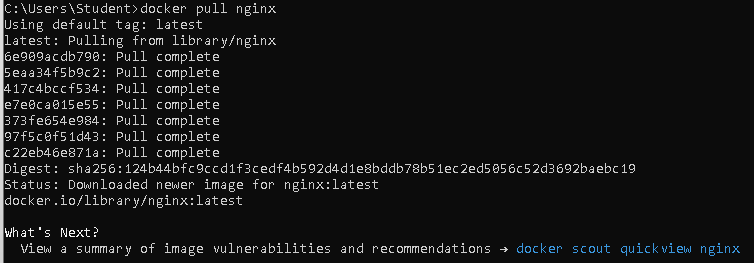 C:\Users\Student>docker pull nginx
Using default tag: latest
latest: Pulling from library/nginx
6e909acdb790: Pull complete
5eaa34f5b9c2: Pull complete
417c4bccf534: Pull complete
e7e0ca015e55: Pull complete
373fe654e984: Pull complete
97f5c0f51d43: Pull complete
c22eb46e871a: Pull complete
Digest: sha256:124b44bfc9ccd1f3cedf4b592d4d1e8bddb78b51ec2ed5056c52d3692baebc19
Status: Downloaded newer image for nginx:latest
docker.io/library/nginx:latest
What's Next?
View a summary of image vulnerabilities and recommendations → docker scout quickview nginx